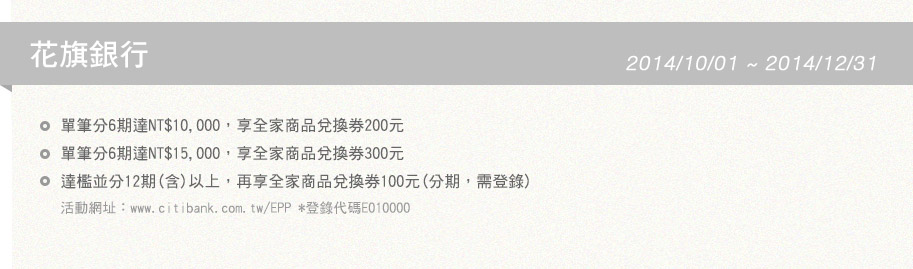 花旗銀行
2014/10/01 ~ 2014/12/31
單筆分6期達NT$10,000，享全家商品兌換券200元
單筆分6期達NT$15,000，享全家商品兌換券300元
達檻並分12期(含)以上，再享全家商品兌換券100元(分期，需登錄)
活動網址：www.citibank.com.tw/EPP *登錄代碼E010000